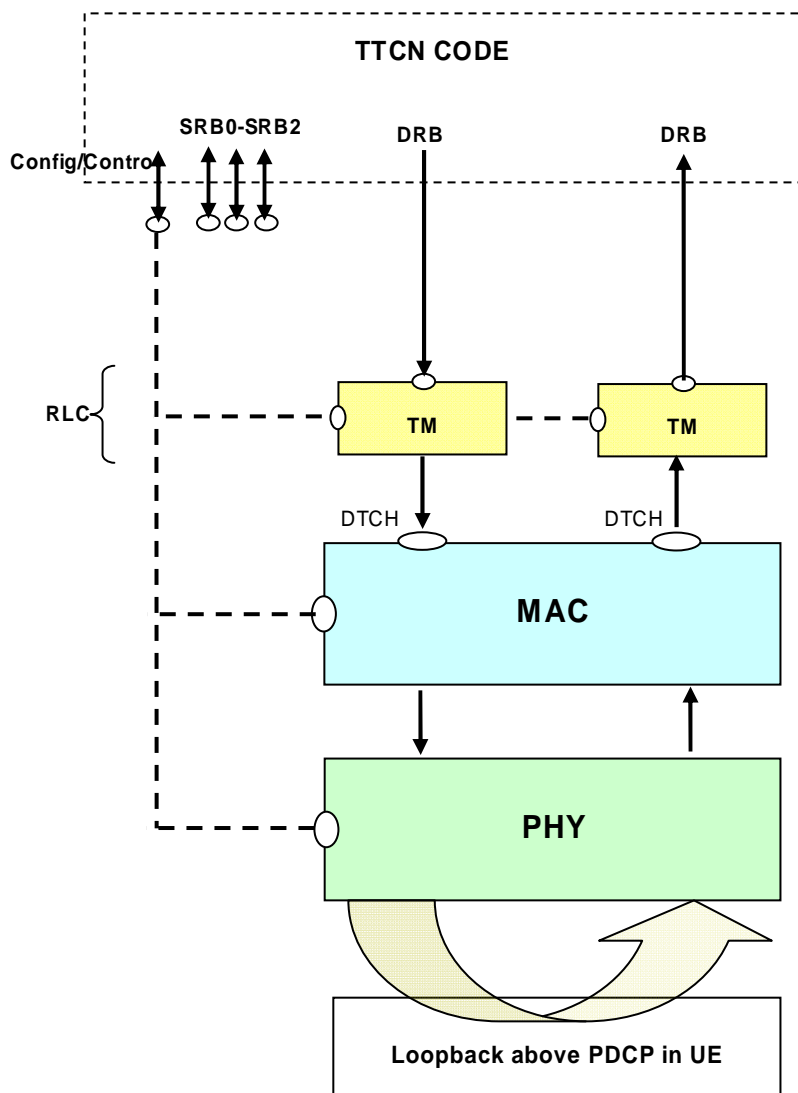 TTCN CODE
SRB0-SRB2
DRB
DRB
Config/Contro
RLC
TM
TM
DTCH
DTCH
MAC
PHY
Loopback above PDCP in UE